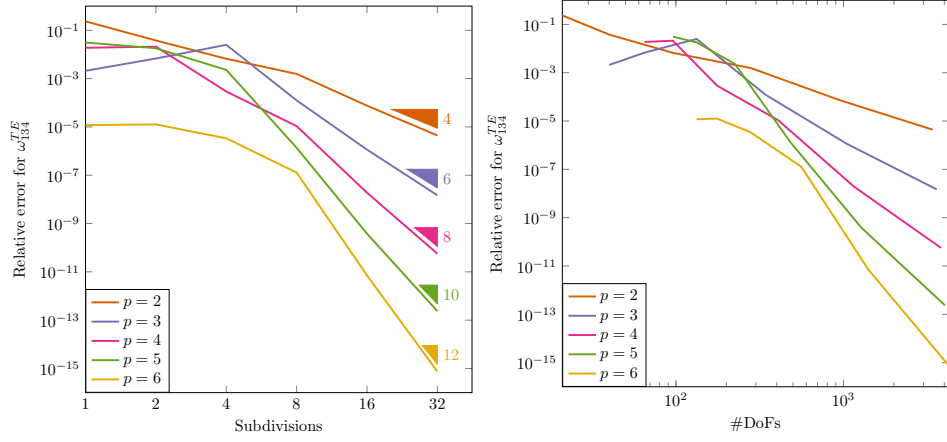 10^{-1}
10^{-3}
10^{-5}
10^{-7}
10^{-9}
10^{-11}
10^{-13}
10^{-15}
Relative error for ω_{134}^{TE}
4
6
8
10
12
p = 2
p = 3
p = 4
p = 5
p = 6
1
2
4
8
16
32
Subdivisions
10^{-1}
10^{-3}
10^{-5}
10^{-7}
10^{-9}
10^{-11}
10^{-13}
10^{-15}
Relative error for ω_{134}^{TE}
p = 2
p = 3
p = 4
p = 5
p = 6
10^2
10^3
#DoFs